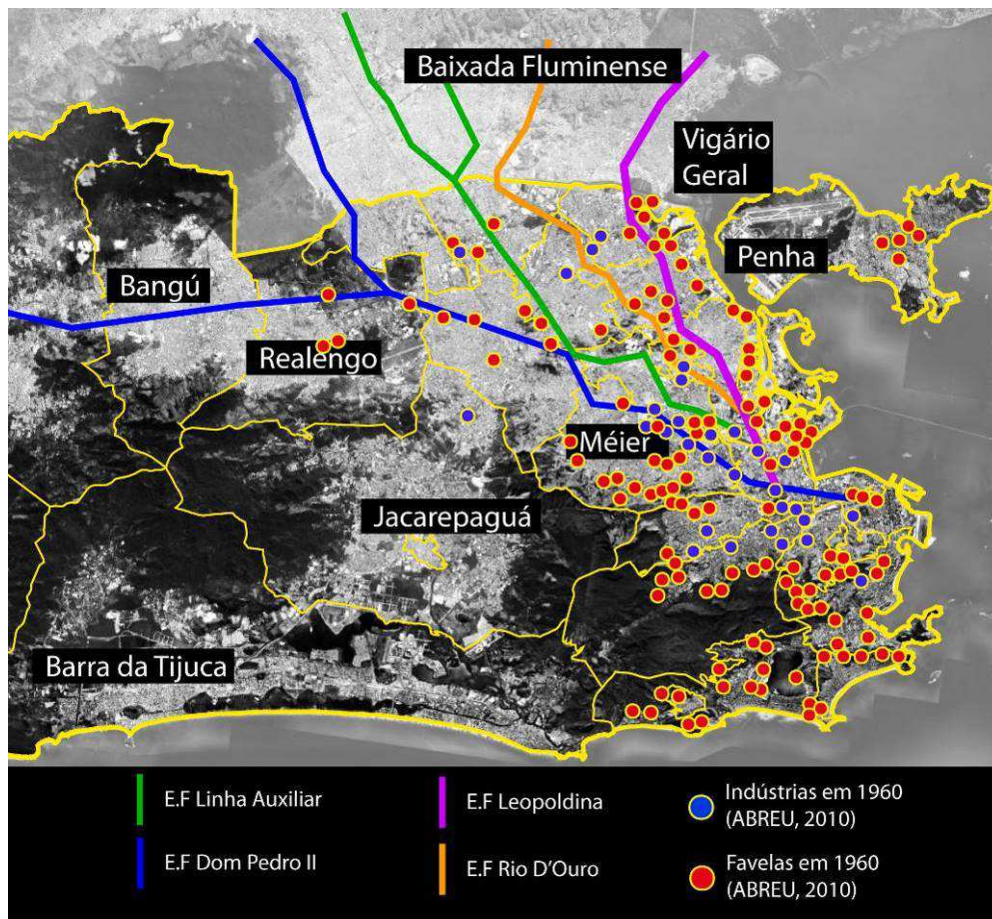 Baixada Fluminense
Vigário
Geral
Penha
Bangú
Realengo
Méier
Jacarepaguá
Barra da Tijuca
E.F Linha Auxiliar
E.F Leopoldina
Indústrias em 1960
(ABREU, 2010)
E.F Dom Pedro II
E.F Rio D'Ouro
Favelas em 1960
(ABREU, 2010)